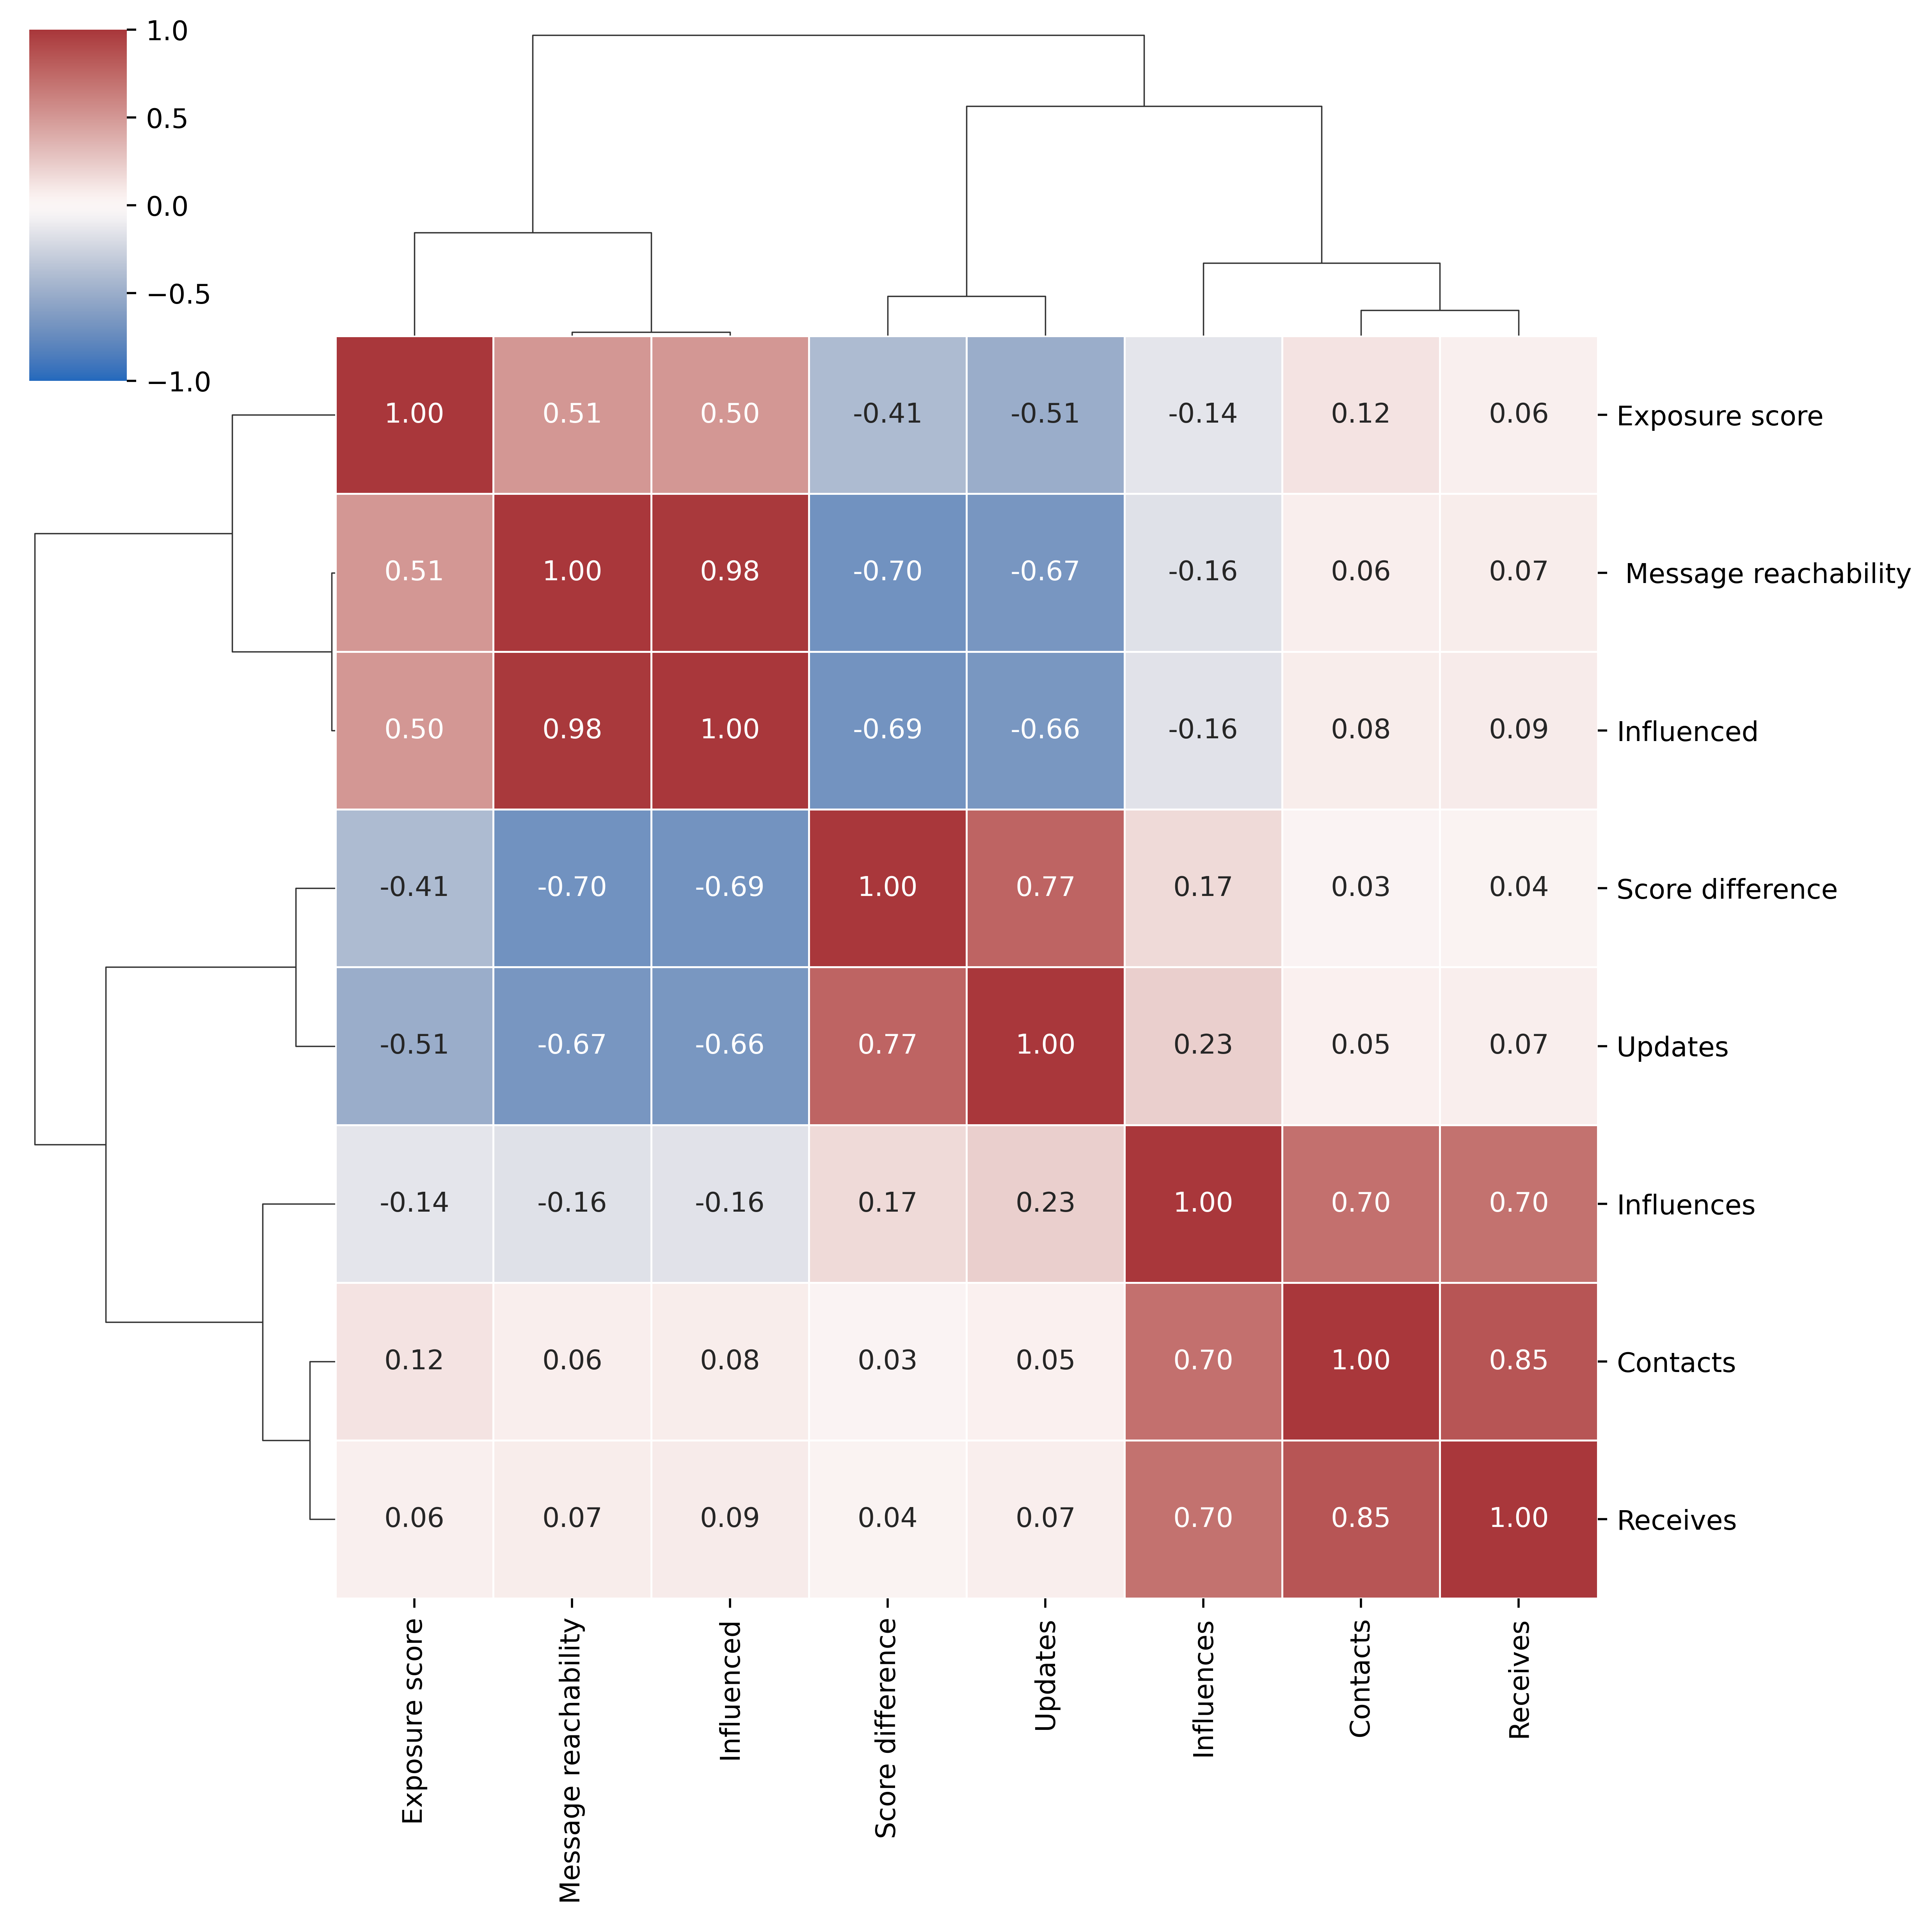 1.0
0.5
0.0
−0.5
−1.0
1.00 0.51 0.50 -0.41 -0.51 -0.14 0.12 0.06 Exposure score
0.51 1.00 0.98 -0.70 -0.67 -0.16 0.06 0.07 Message reachability
0.50 0.98 1.00 -0.69 -0.66 -0.16 0.08 0.09 Influenced
-0.41 -0.70 -0.69 1.00 0.77 0.17 0.03 0.04 Score difference
-0.51 -0.67 -0.66 0.77 1.00 0.23 0.05 0.07 Updates
-0.14 -0.16 -0.16 0.17 0.23 1.00 0.70 0.70 Influences
0.12 0.06 0.08 0.03 0.05 0.70 1.00 0.85 Contacts
0.06 0.07 0.09 0.04 0.07 0.70 0.85 1.00 Receives
Exposure score
Message reachability
Influenced
Score difference
Updates
Influences
Contacts
Receives